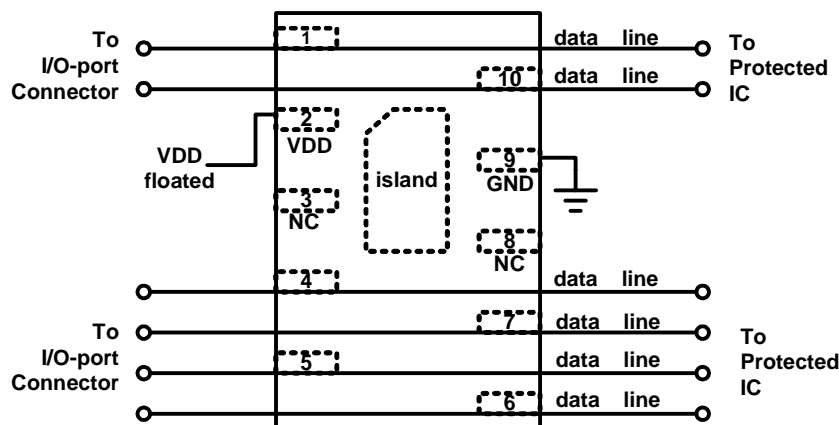 To
I/O-port
Connector
1
data line
10
data line
To
Protected
IC
2
VDD
VDD
floated
island
9
GND
3
NC
8
NC
4
data line
To
I/O-port
Connector
7
data line
5
data line
6
data line
To
Protected
IC